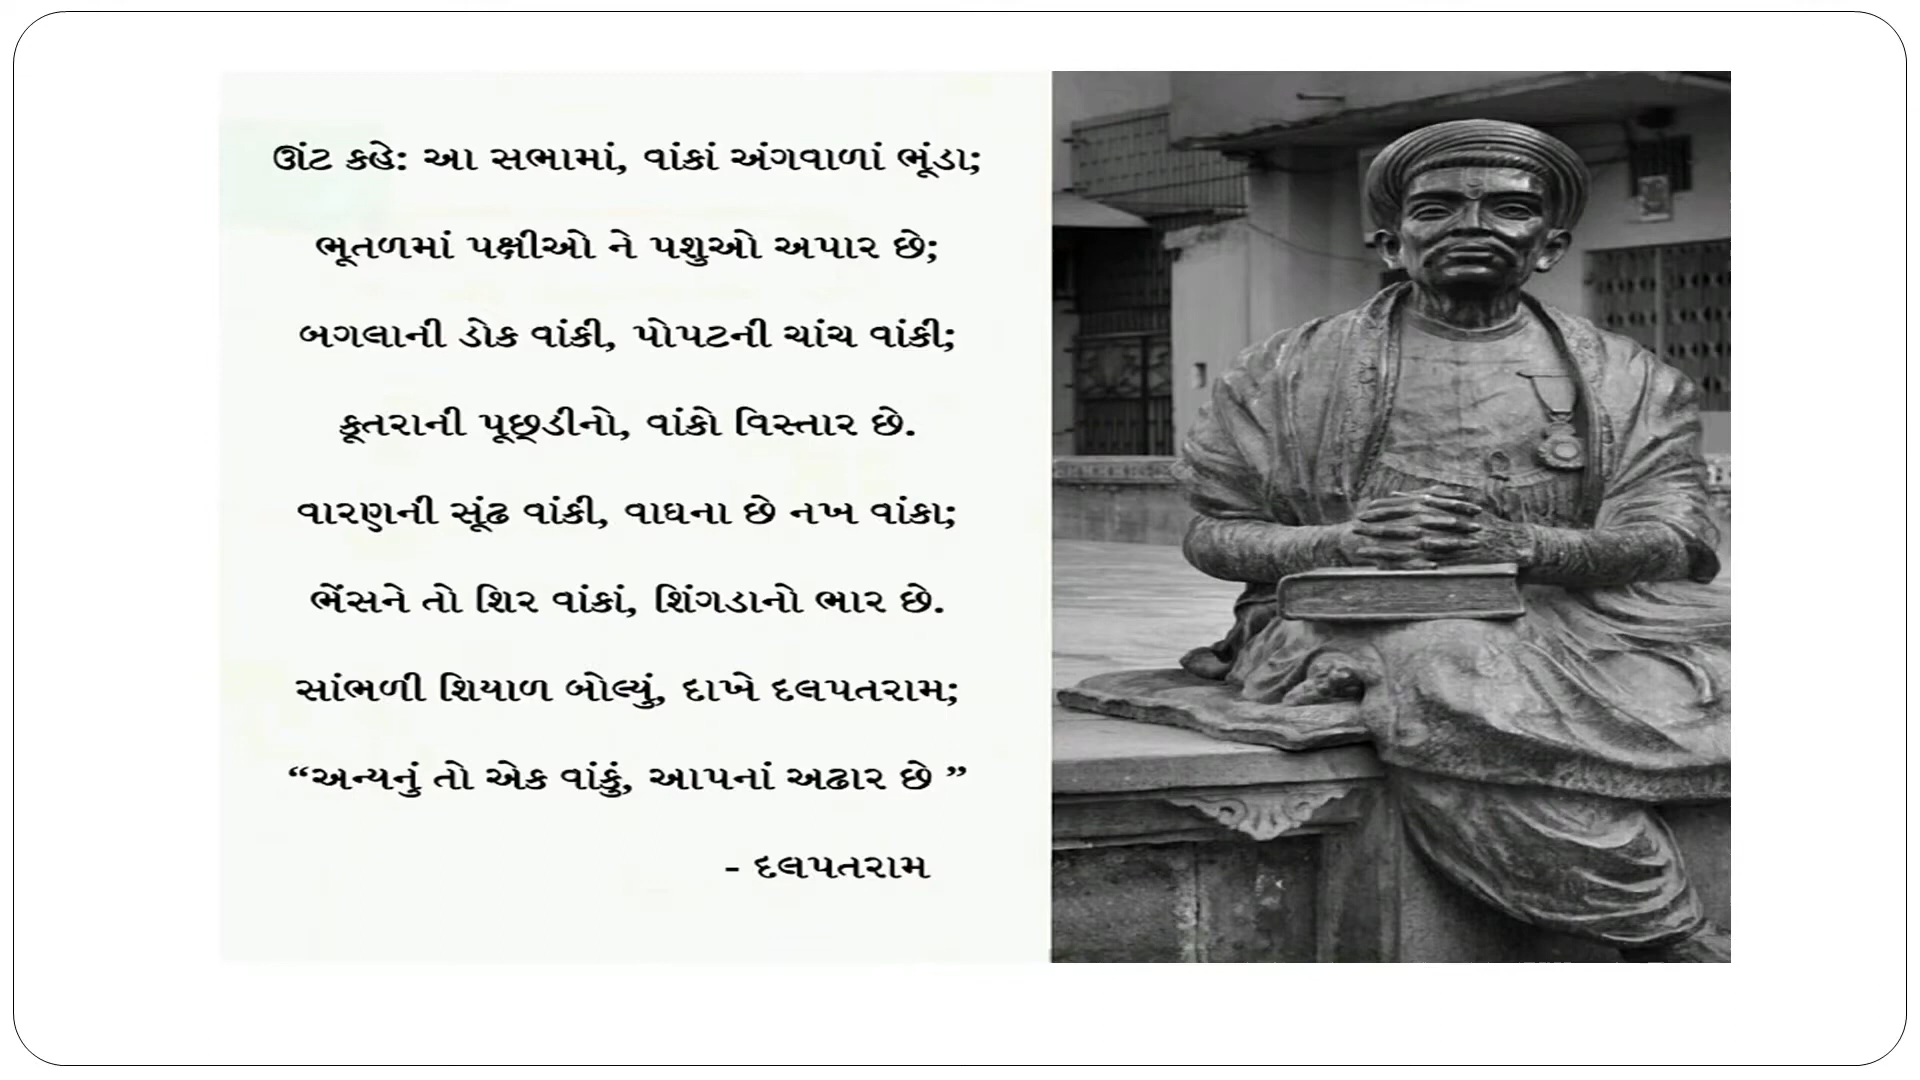 ઊંટ કહે: આ સભામાં, વાંકાં અંગવાળાં ભૂંડા;
ભૂતળમાં પક્ષીઓ ને પશુઓ અપાર છે;
બગલાની ડોક વાંકી, પોપટની ચાંચ વાંકી;
કૂતરાની પૂછ્ડીનો, વાંકો વિસ્તાર છે.
વારણની સૂંઢ વાંકી, વાઘના છે નખ વાંકા;
ભેંસને તો શિર વાંકાં, શિંગડાનો ભાર છે.
સાંભળી શિયાળ બોલ્યું, દાખે દલપતરામ;
“અન્યનું તો એક વાંકું, આપનાં અઢાર છે ”
- દલપતરામ